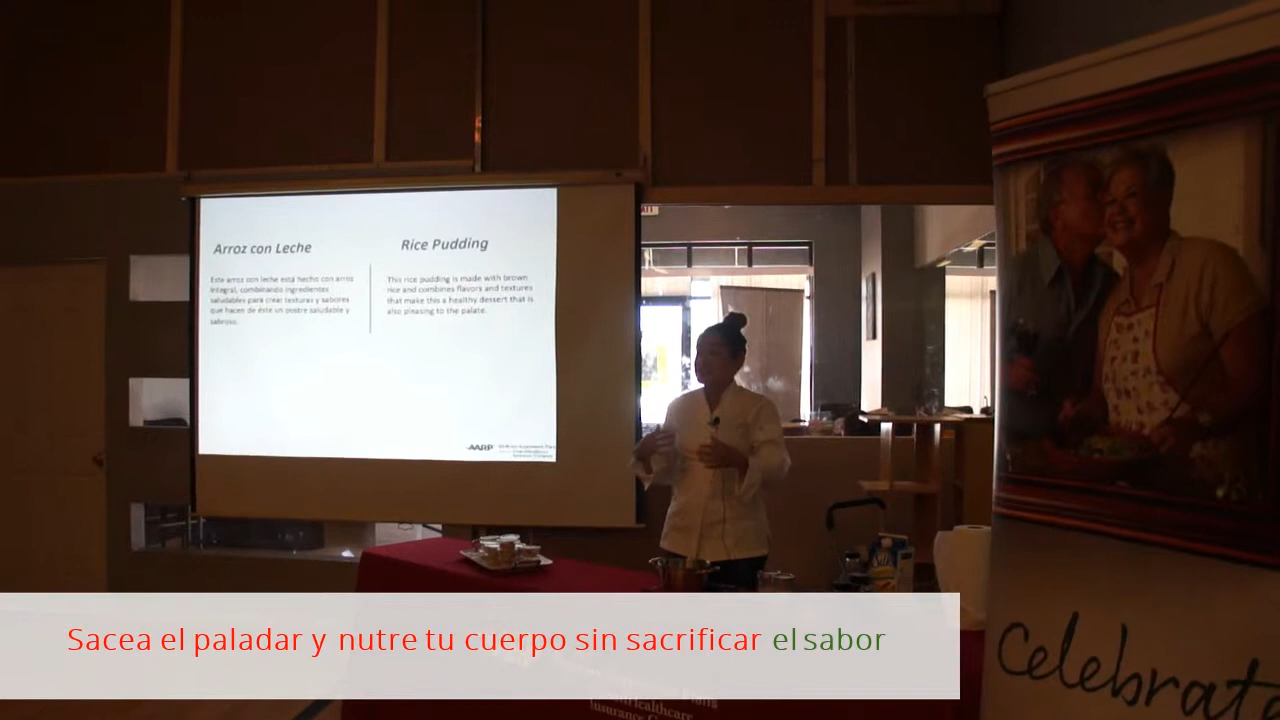 Arroz con Leche
Este arroz con leche está hecho con arroz
integral, combinando ingredientes
saludables para crear texturas y sabores
que hacen de éste un postre saludable y
sabroso.
Rice Pudding
This rice pudding is made with brown
rice and combines flavors and textures
that make this a healthy dessert that is
also pleasing to the palate.
AARP
Silk
Sacea el paladar y nutre tu cuerpo sin sacrificar el sabor
Insurance
Celebrate